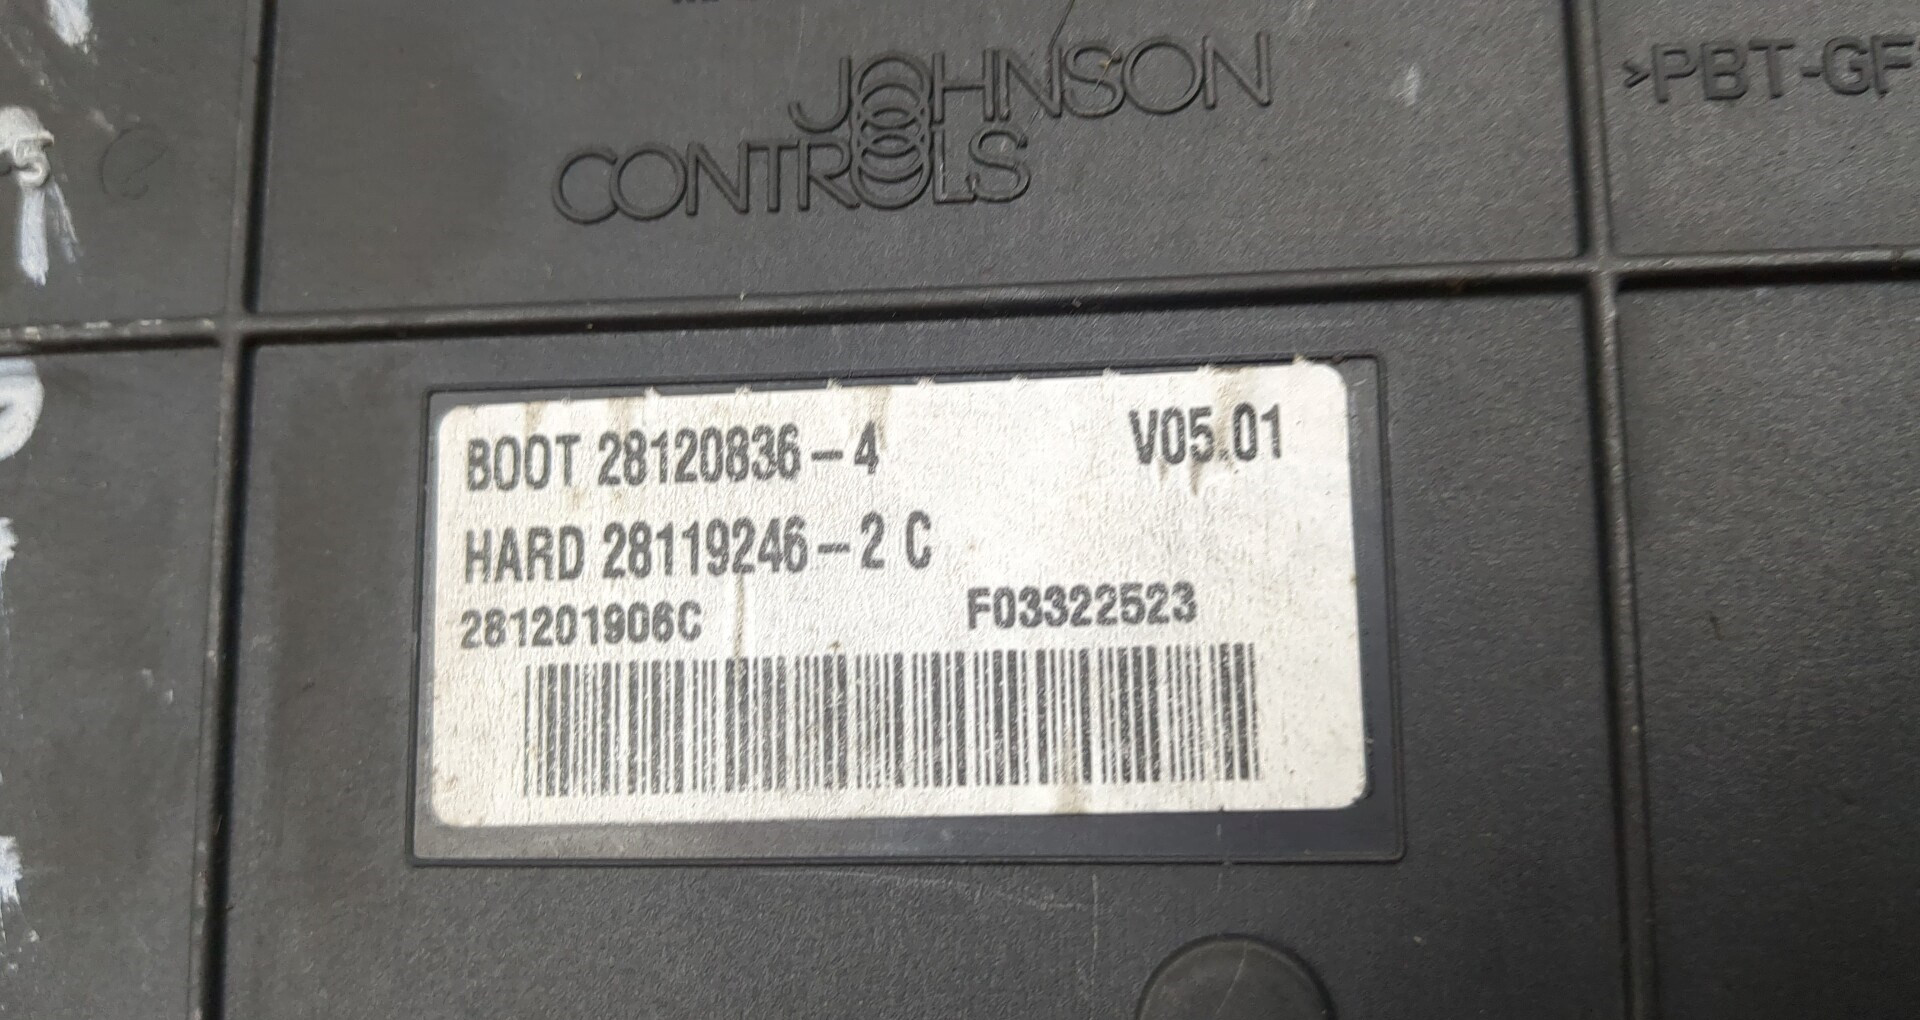 JOHNSON
CONTROLS
>PBT-GF
BOOT 28120836-4 V05.01
HARD 28119246-2 C
281201906C F03322523